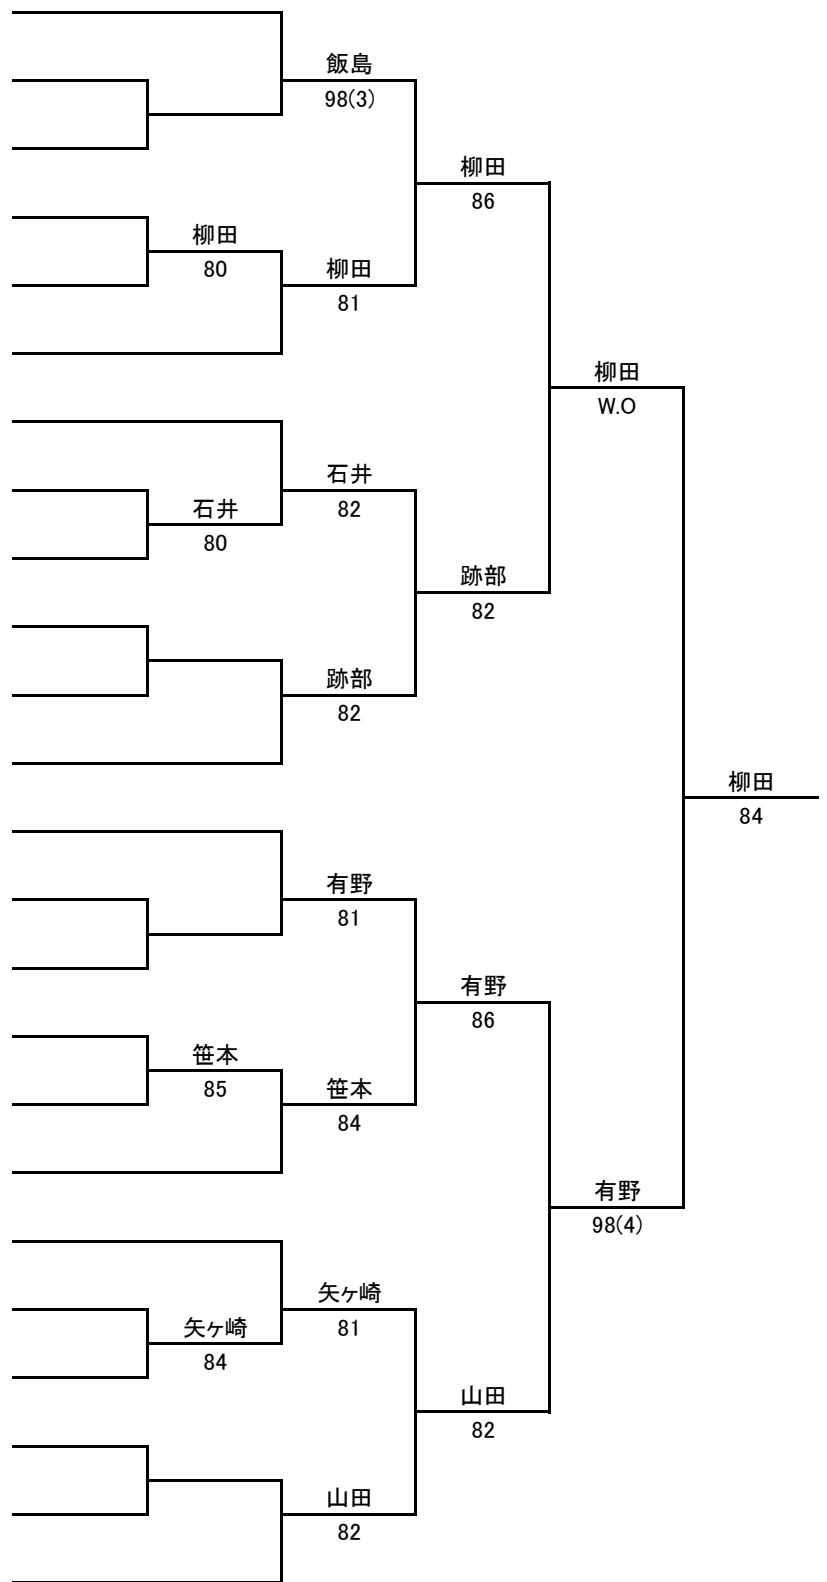 飯島
98(3)
柳田
86
柳田
80
柳田
81
柳田
W.O
石井
82
石井
80
跡部
82
跡部
82
柳田
84
有野
81
有野
86
笹本
85
笹本
84
有野
98(4)
矢ヶ崎
81
矢ヶ崎
84
山田
82
山田
82